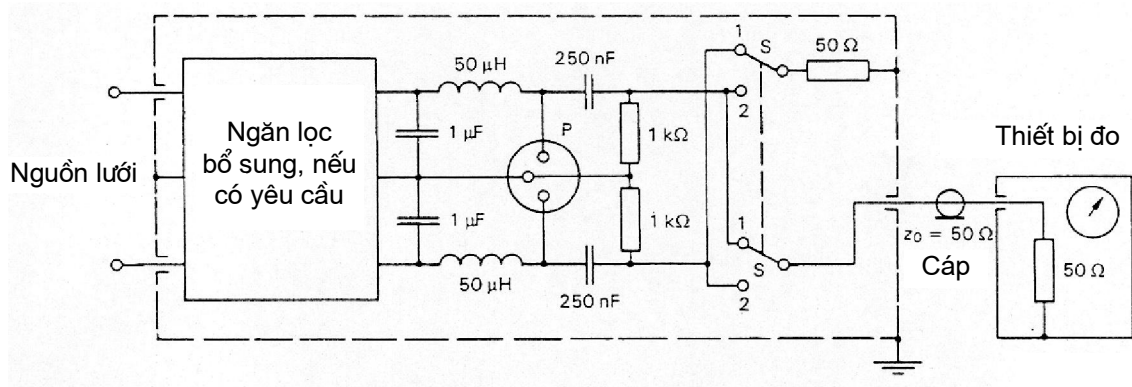 Nguồn lưới
Ngăn lọc
bổ sung, nếu
có yêu cầu
50 µH
250 nF
1 µF
P
1 kΩ
1 µF
1 kΩ
50 µH
250 nF
1
S
2
50 Ω
1
S
2
z₀ = 50 Ω
Cáp
Thiết bị đo
50 Ω